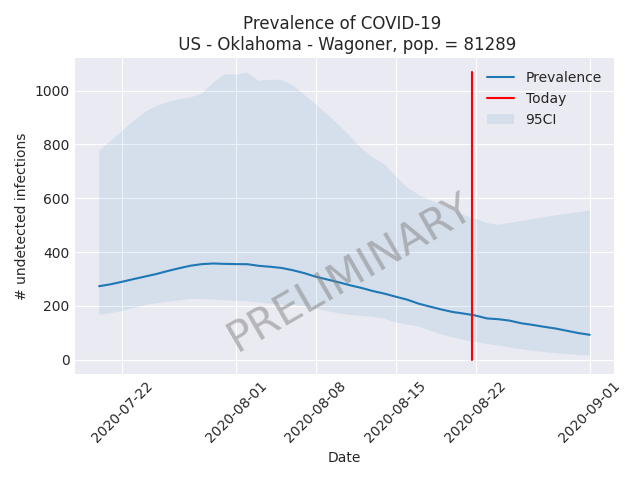 Prevalence of COVID-19
US - Oklahoma - Wagoner, pop. = 81289
Prevalence
Today
95CI
PRELIMINARY
# undetected infections
1000
800
600
400
200
0
2020-07-22
2020-08-01
2020-08-08
2020-08-15
2020-08-22
2020-09-01
Date